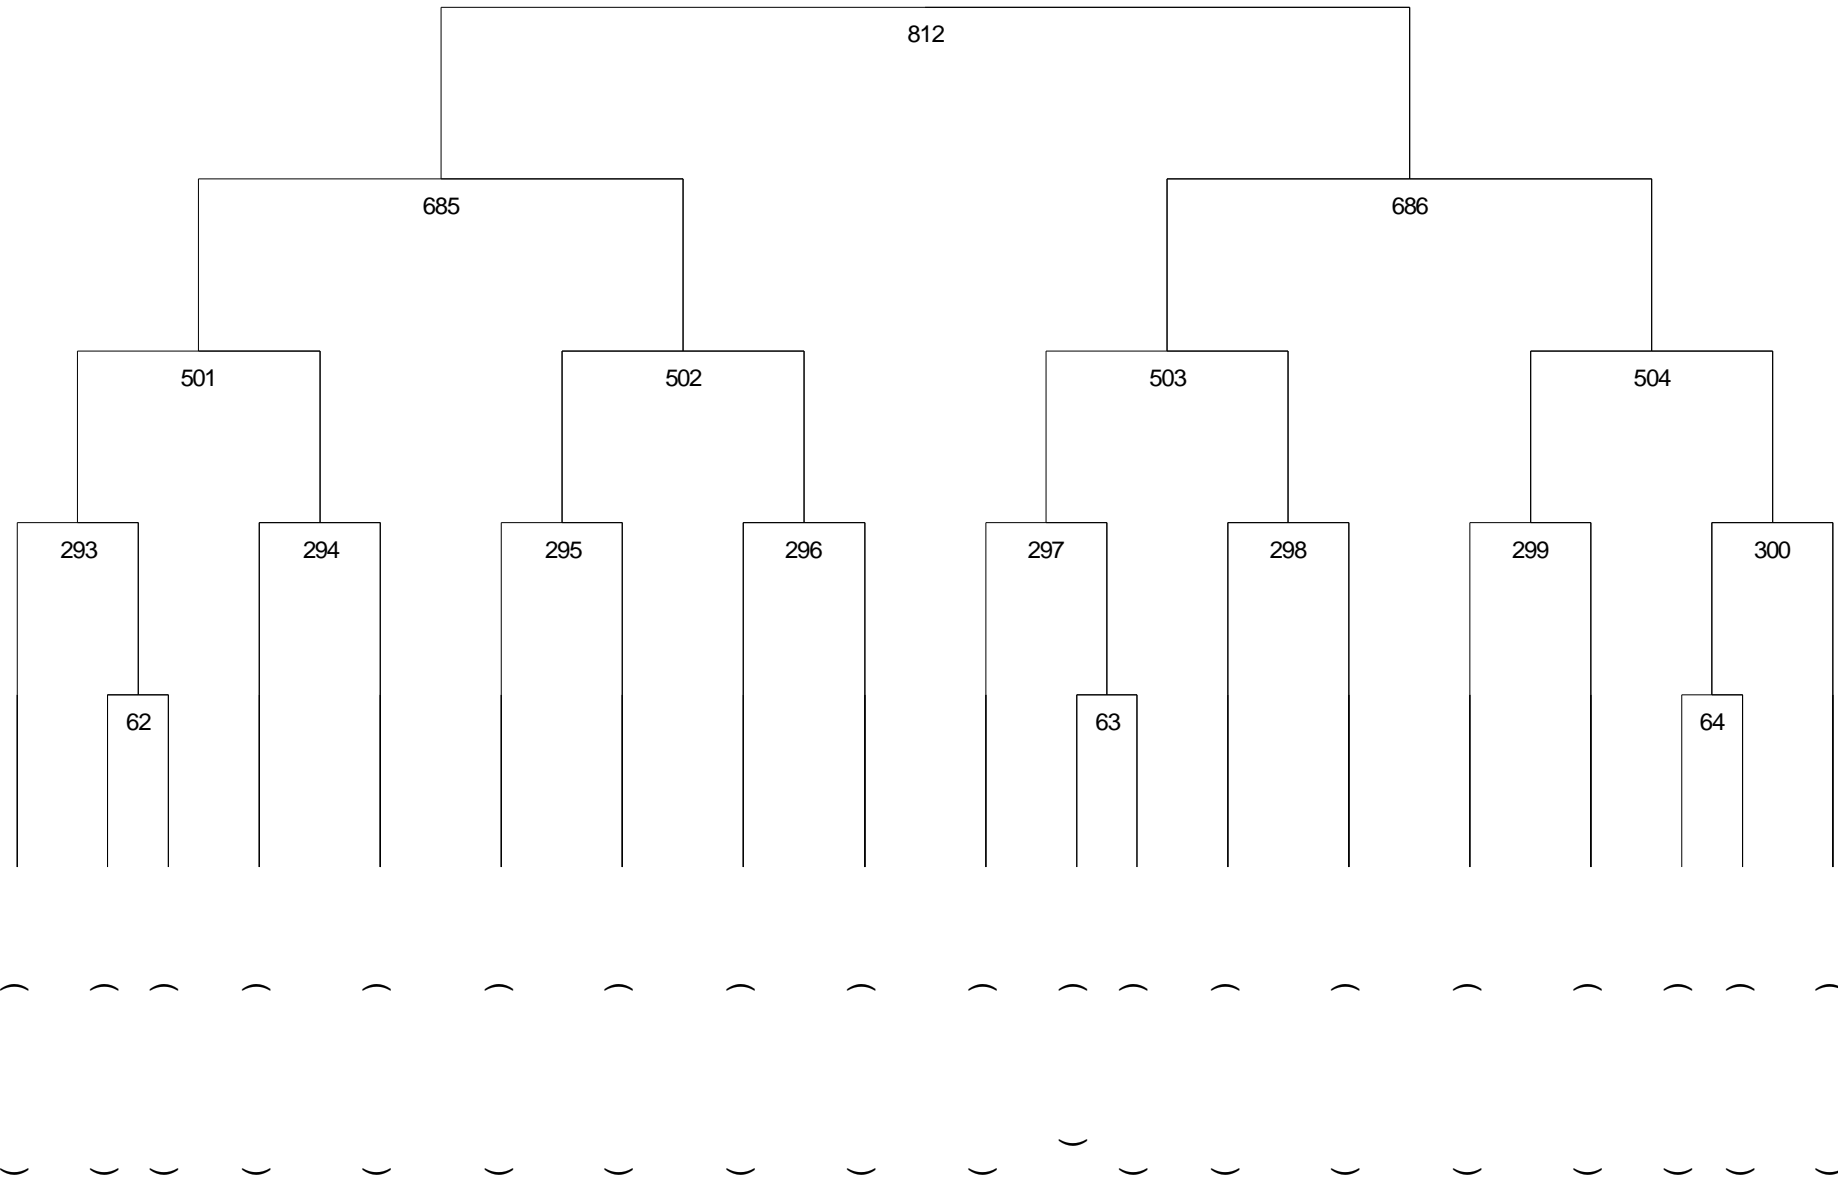 812
685 686
501 502 503 504
293 294 295 296 297 298 299 300
62 63 64
︵ ︵ ︵ ︵ ︵ ︵ ︵ ︵ ︵ ︵ ︵ ︵ ︵ ︵ ︵ ︵ ︵ ︵ ︵
︶
︶ ︶ ︶ ︶ ︶ ︶ ︶ ︶ ︶ ︶ ︶ ︶ ︶ ︶ ︶ ︶ ︶ ︶